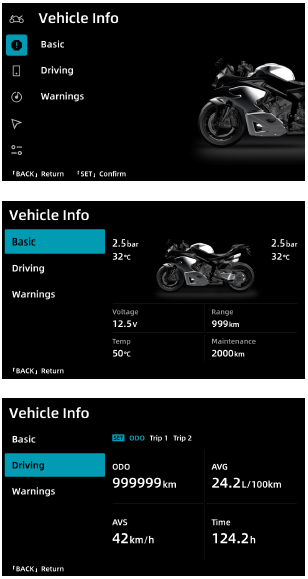 Vehicle Info
Basic
Driving
Warnings
「BACK」 Return 「SET」 Confirm
Vehicle Info
Basic
Driving
Warnings
2.5bar
32℃
2.5bar
32℃
Voltage
12.5V
Range
999km
Temp
50℃
Maintenance
2000km
「BACK」 Return
Vehicle Info
Basic
Driving
Warnings
SET ODO Trip 1 Trip 2
ODO
999999km
AVG
24.2L/100km
AVS
42km/h
Time
124.2h
「BACK」 Return